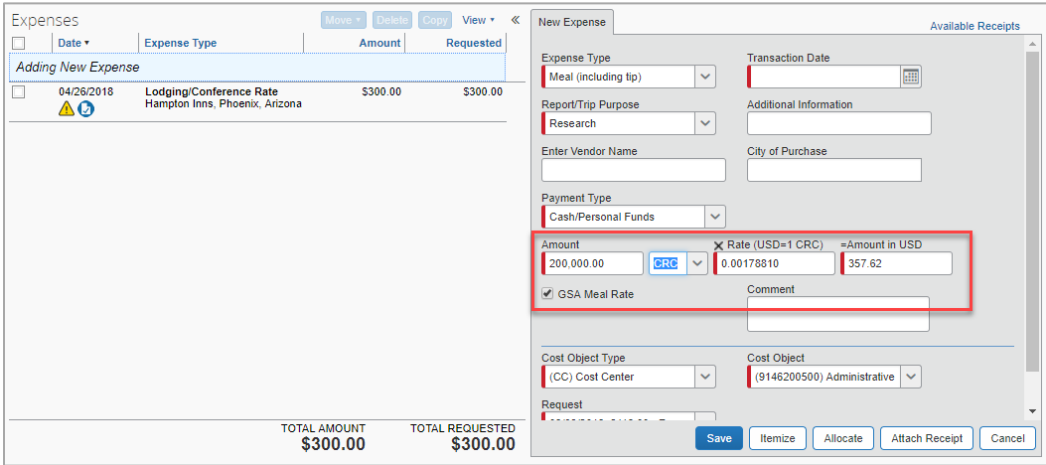 Expenses
Move Delete Copy View
Date Expense Type Amount Requested
Adding New Expense
04/26/2018 Lodging/Conference Rate $300.00 $300.00
Hampton Inns, Phoenix, Arizona
TOTAL AMOUNT TOTAL REQUESTED
$300.00 $300.00
New Expense
Available Receipts
Expense Type Transaction Date
Meal (including tip)
Report/Trip Purpose Additional Information
Research
Enter Vendor Name City of Purchase
Payment Type
Cash/Personal Funds
Amount Rate (USD=1 CRC) =Amount in USD
200,000.00 CRC 0.00178810 357.62
GSA Meal Rate Comment
Cost Object Type Cost Object
(CC) Cost Center (9146200500) Administrative
Request
Save Itemize Allocate Attach Receipt Cancel